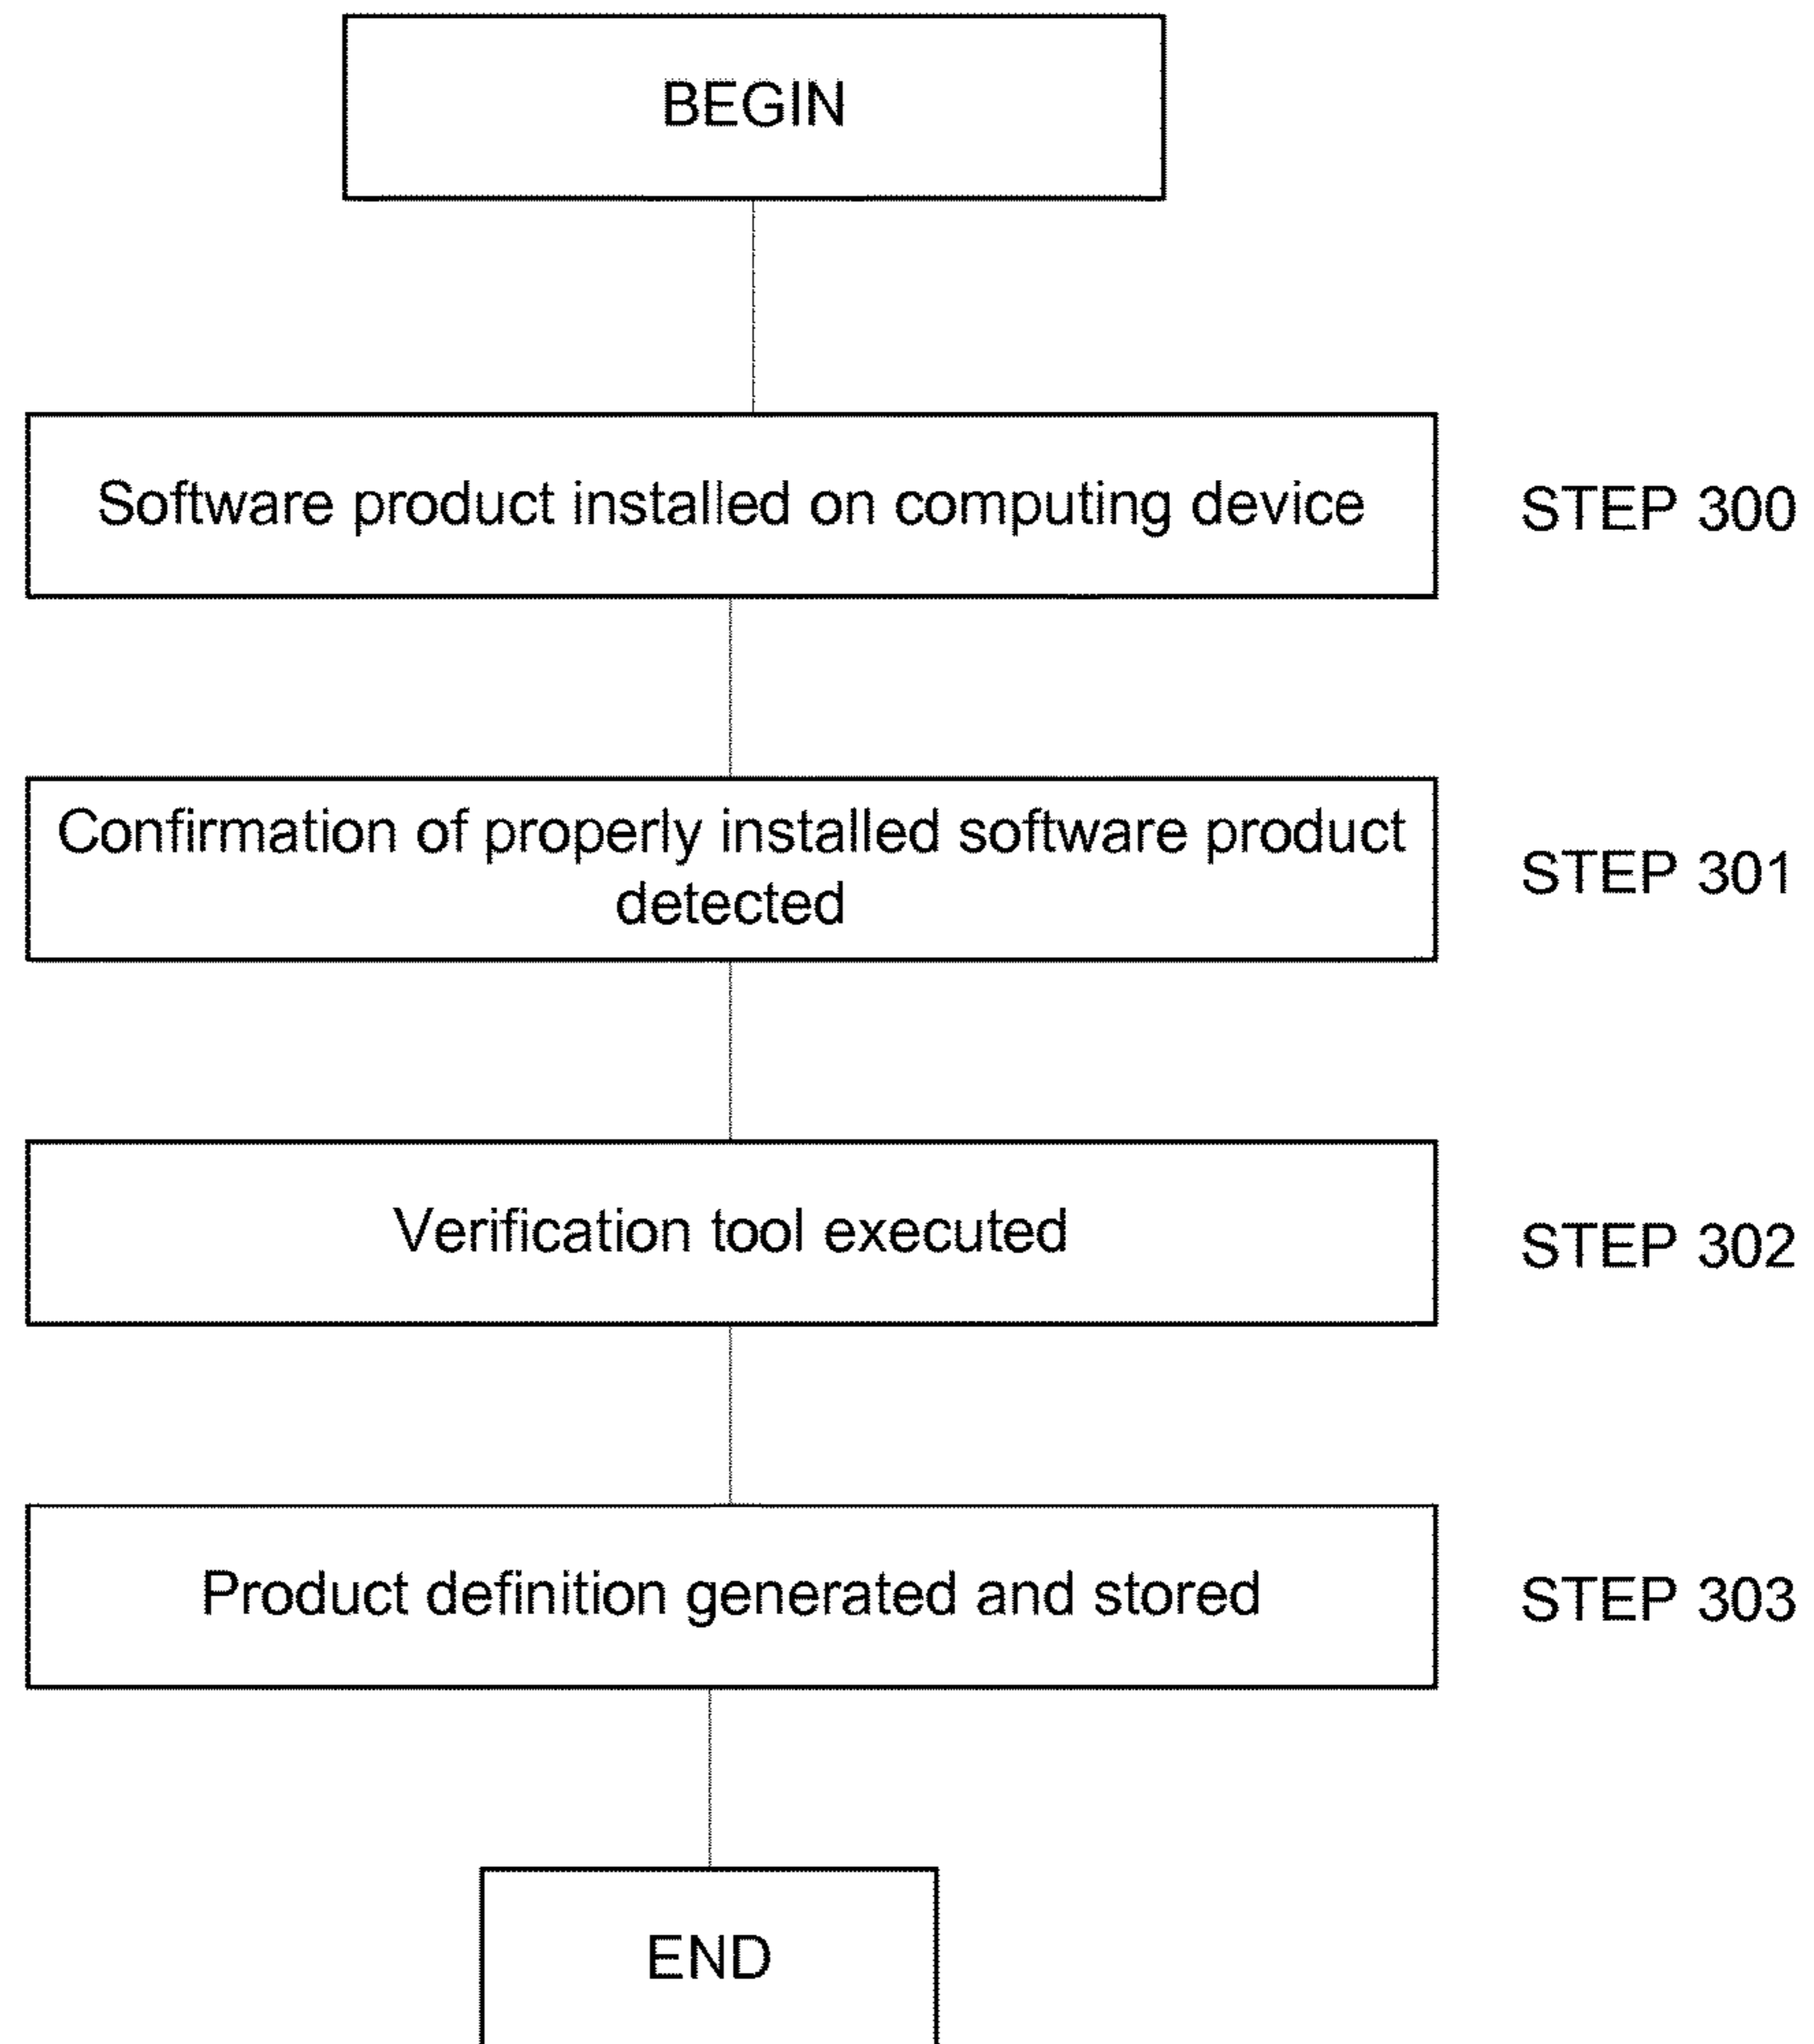 BEGIN
Software product installed on computing device
STEP 300
Confirmation of properly installed software product
detected
STEP 301
Verification tool executed
STEP 302
Product definition generated and stored
STEP 303
END